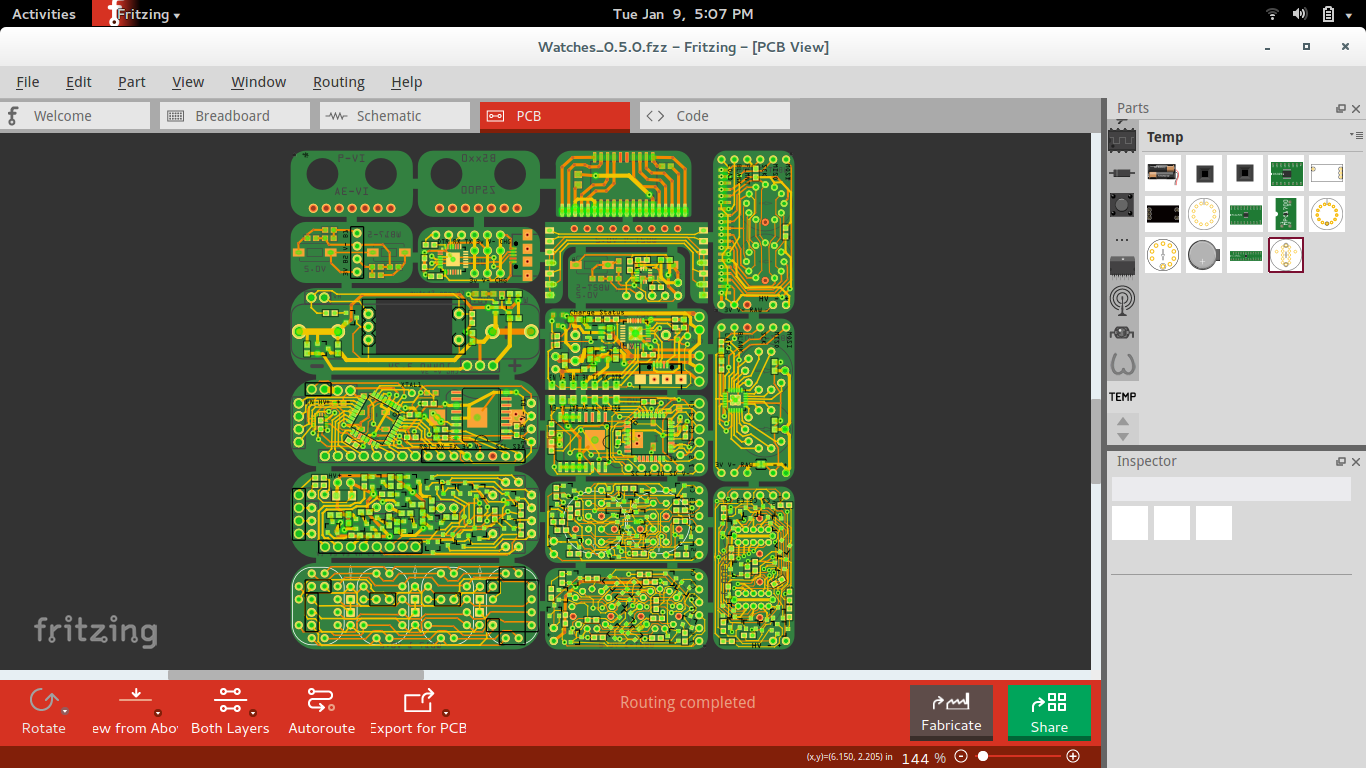 Activities
Fritzing
Tue Jan 9, 5:07 PM
Watches_0.5.0.fzz – Fritzing – [PCB View]
File Edit Part View Window Routing Help
Welcome
Breadboard
Schematic
PCB
Code
Parts
Temp
TEMP
Inspector
fritzing
Rotate
ew from Abo
Both Layers
Autoroute
Export for PCB
Routing completed
Fabricate
Share
(x,y)=(6.150, 2.205) in
144 %